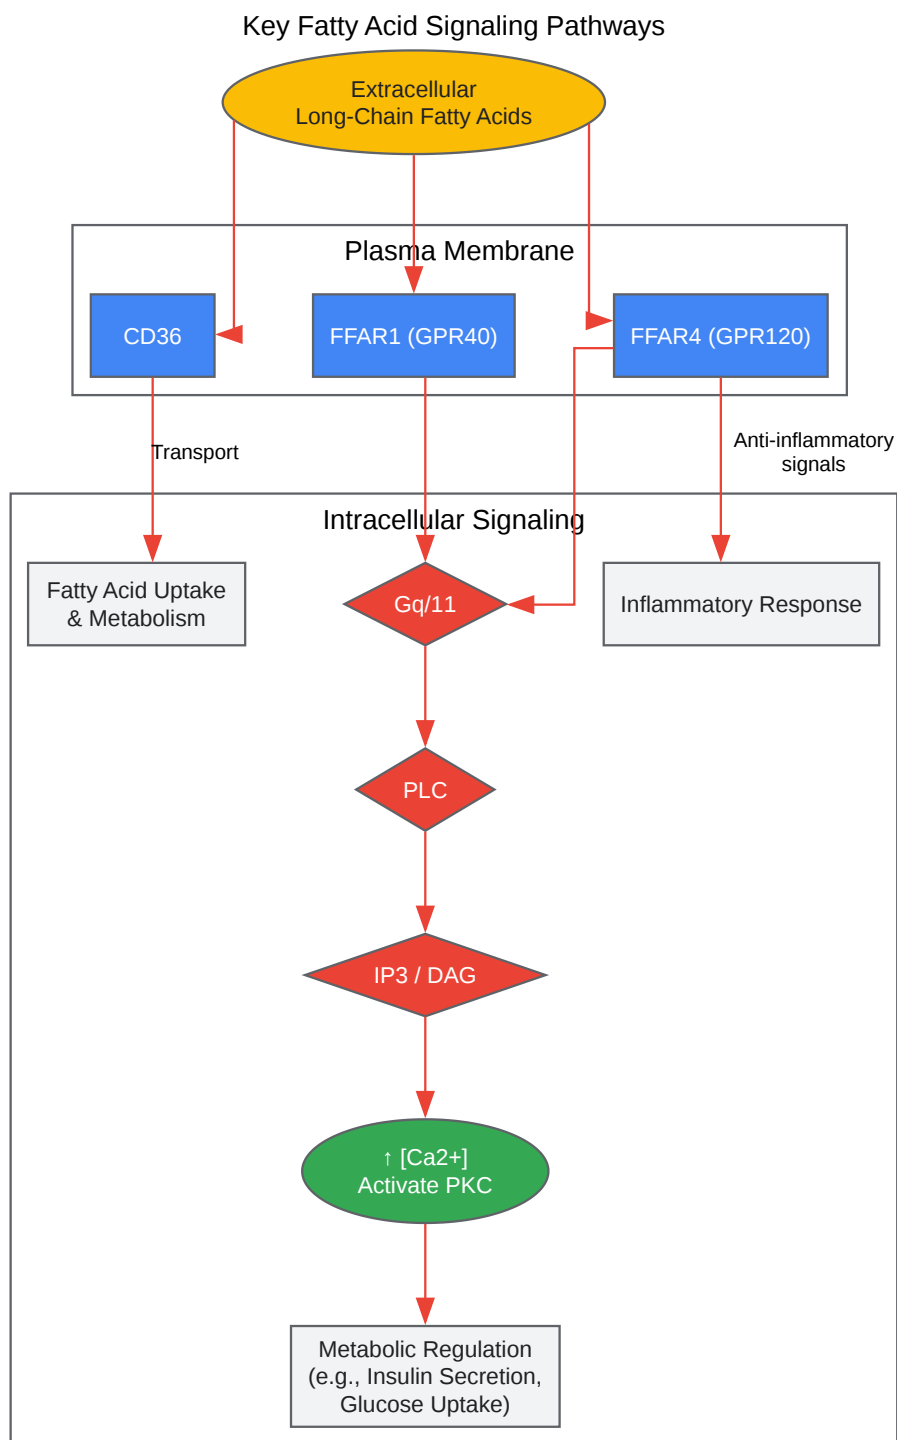 Key Fatty Acid Signaling Pathways
Extracellular
Long-Chain Fatty Acids
Plasma Membrane
CD36
FFAR1 (GPR40)
FFAR4 (GPR120)
Transport
Anti-inflammatory
signals
Intracellular Signaling
Fatty Acid Uptake
& Metabolism
Gq/11
Inflammatory Response
PLC
IP3 / DAG
↑ [Ca2+]
Activate PKC
Metabolic Regulation
(e.g., Insulin Secretion,
Glucose Uptake)